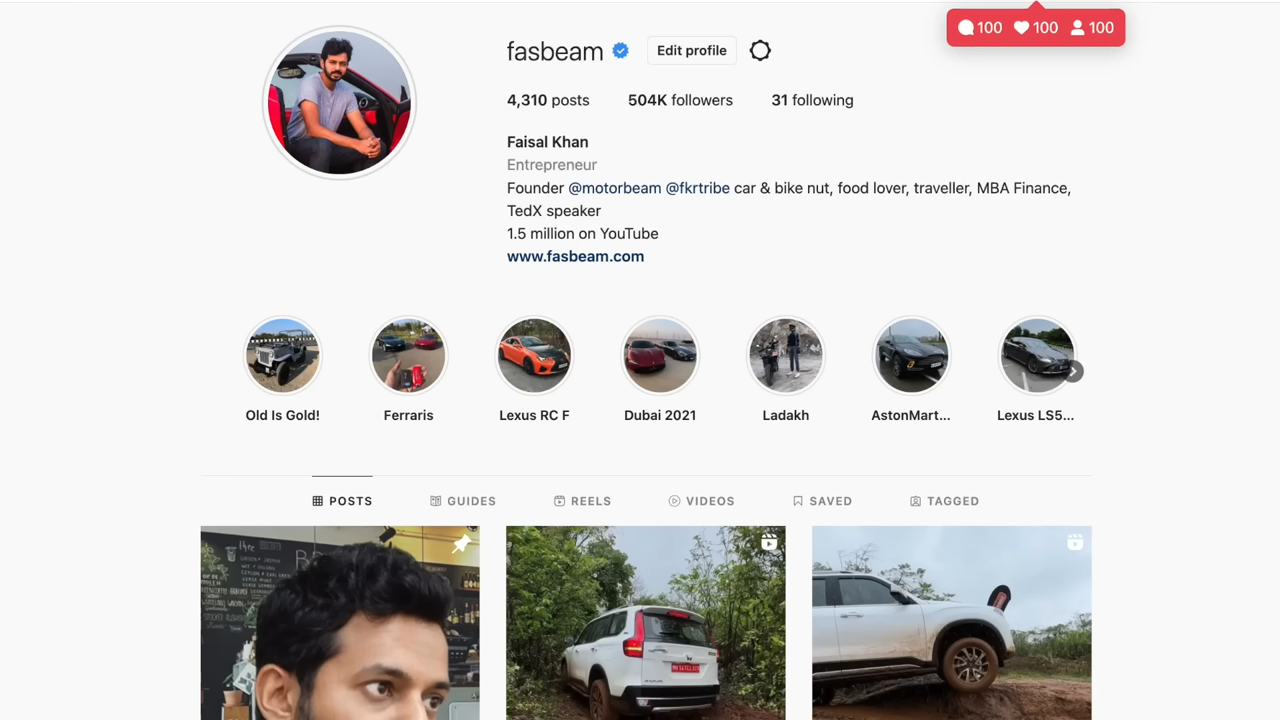 100 100 100
fasbeam Edit profile
4,310 posts 504K followers 31 following
Faisal Khan
Entrepreneur
Founder @motorbeam @fkrtribe car & bike nut, food lover, traveller, MBA Finance,
TedX speaker
1.5 million on YouTube
www.fasbeam.com
Old Is Gold! Ferraris Lexus RC F Dubai 2021 Ladakh AstonMart... Lexus LS5...
POSTS GUIDES REELS VIDEOS SAVED TAGGED